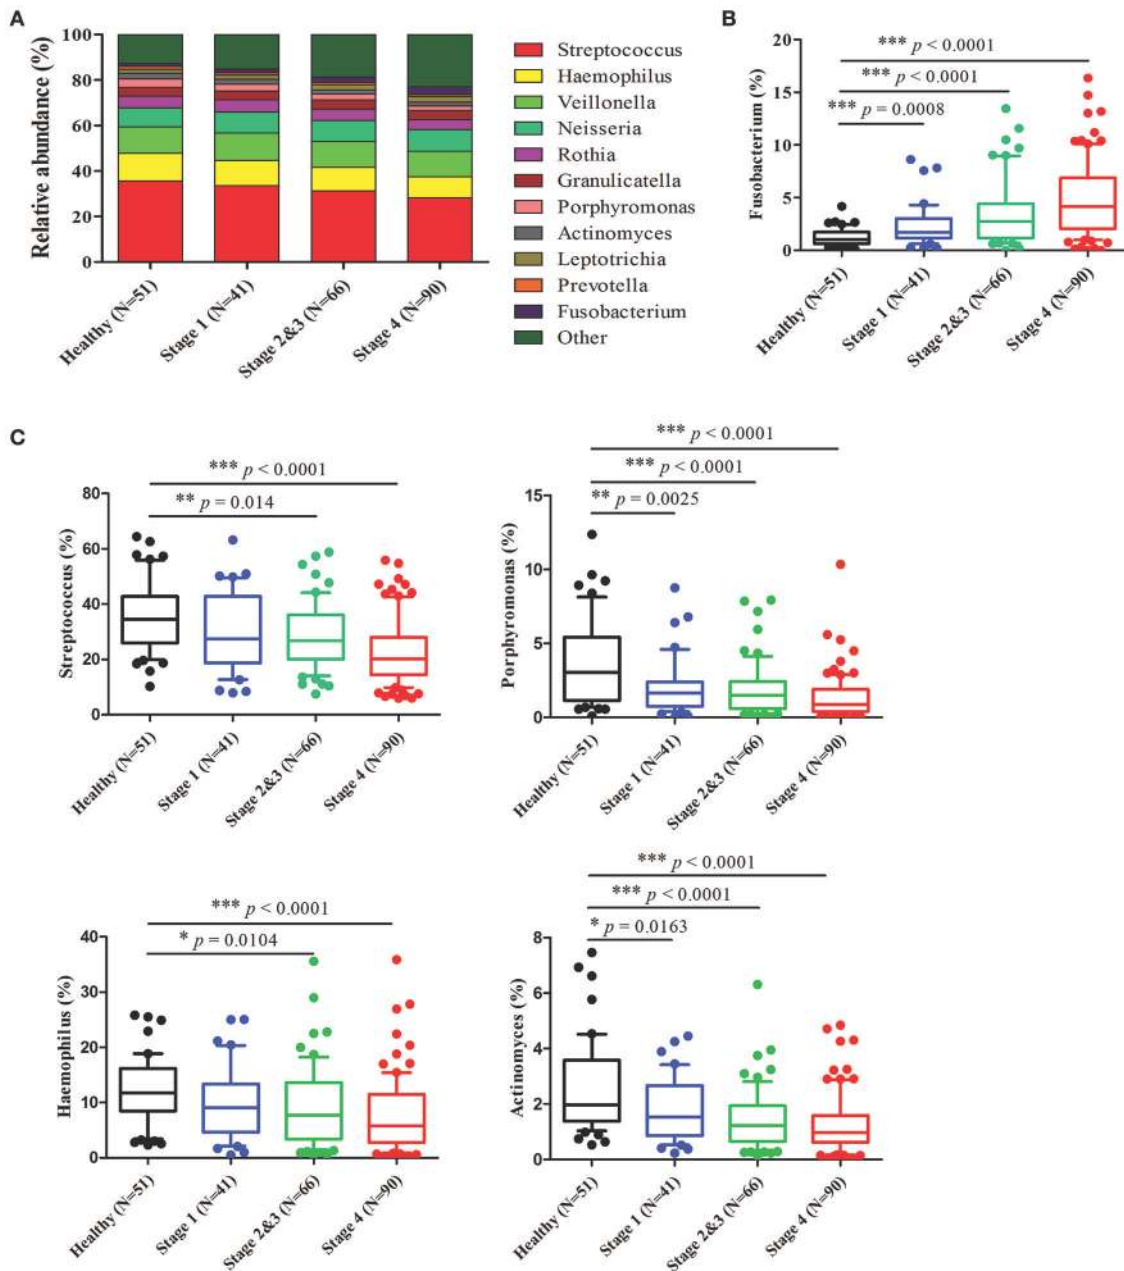 A
Relative abundance (%)
100
80
60
40
20
0
Healthy (N=51)
Stage 1 (N=41)
Stage 2&3 (N=66)
Stage 4 (N=90)
Streptococcus
Haemophilus
Veillonella
Neisseria
Rothia
Granulicatella
Porphyromonas
Actinomyces
Leptotrichia
Prevotella
Fusobacterium
Other
B
Fusobacterium (%)
20
15
10
5
0
*** p < 0.0001
*** p < 0.0001
*** p = 0.0008
Healthy (N=51)
Stage 1 (N=41)
Stage 2&3 (N=66)
Stage 4 (N=90)
C
*** p < 0.0001
** p = 0.014
Streptococcus (%)
80
60
40
20
0
Healthy (N=51)
Stage 1 (N=41)
Stage 2&3 (N=66)
Stage 4 (N=90)
*** p < 0.0001
*** p < 0.0001
** p = 0.0025
Porphyromonas (%)
15
10
5
0
Healthy (N=51)
Stage 1 (N=41)
Stage 2&3 (N=66)
Stage 4 (N=90)
*** p < 0.0001
* p = 0.0104
Haemophilus (%)
40
30
20
10
0
Healthy (N=51)
Stage 1 (N=41)
Stage 2&3 (N=66)
Stage 4 (N=90)
*** p < 0.0001
*** p < 0.0001
* p = 0.0163
Actinomyces (%)
8
6
4
2
0
Healthy (N=51)
Stage 1 (N=41)
Stage 2&3 (N=66)
Stage 4 (N=90)